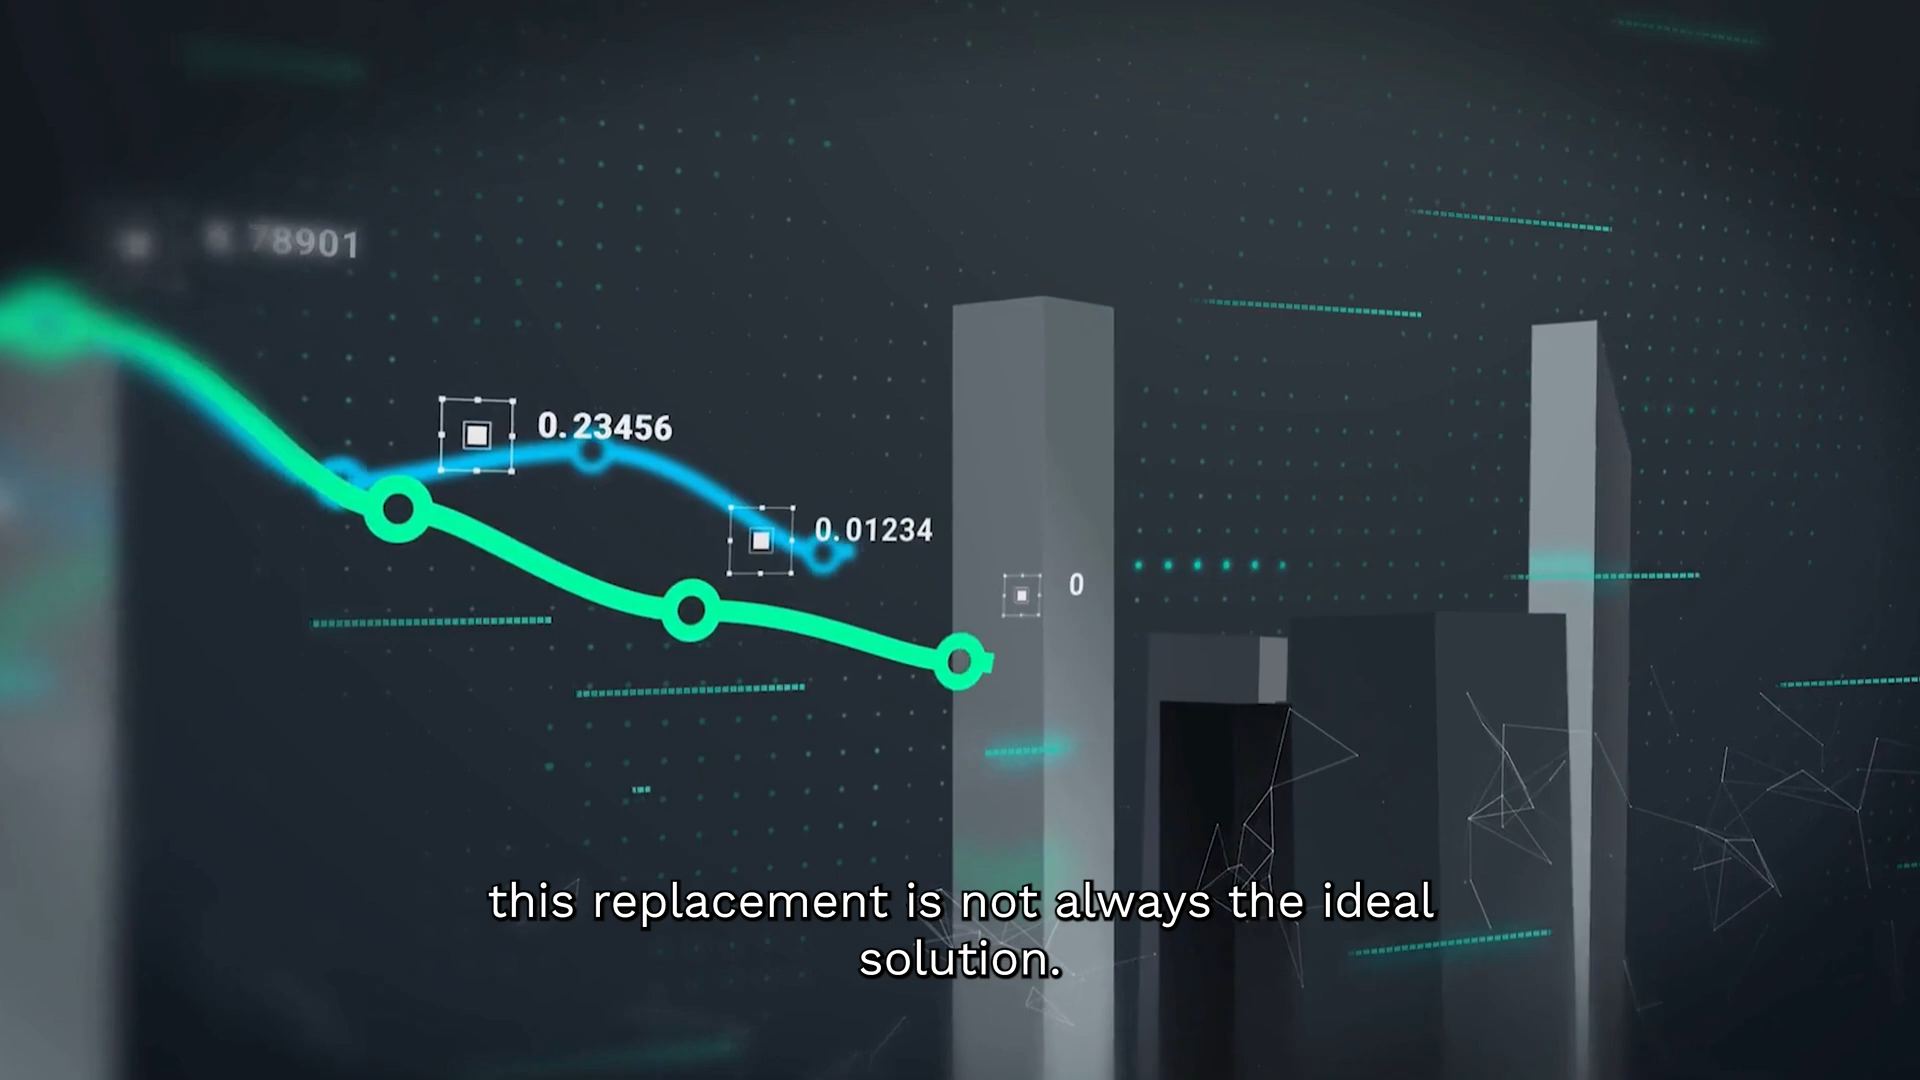 78901
0.23456
0.01234
0
this replacement is not always the ideal
solution.